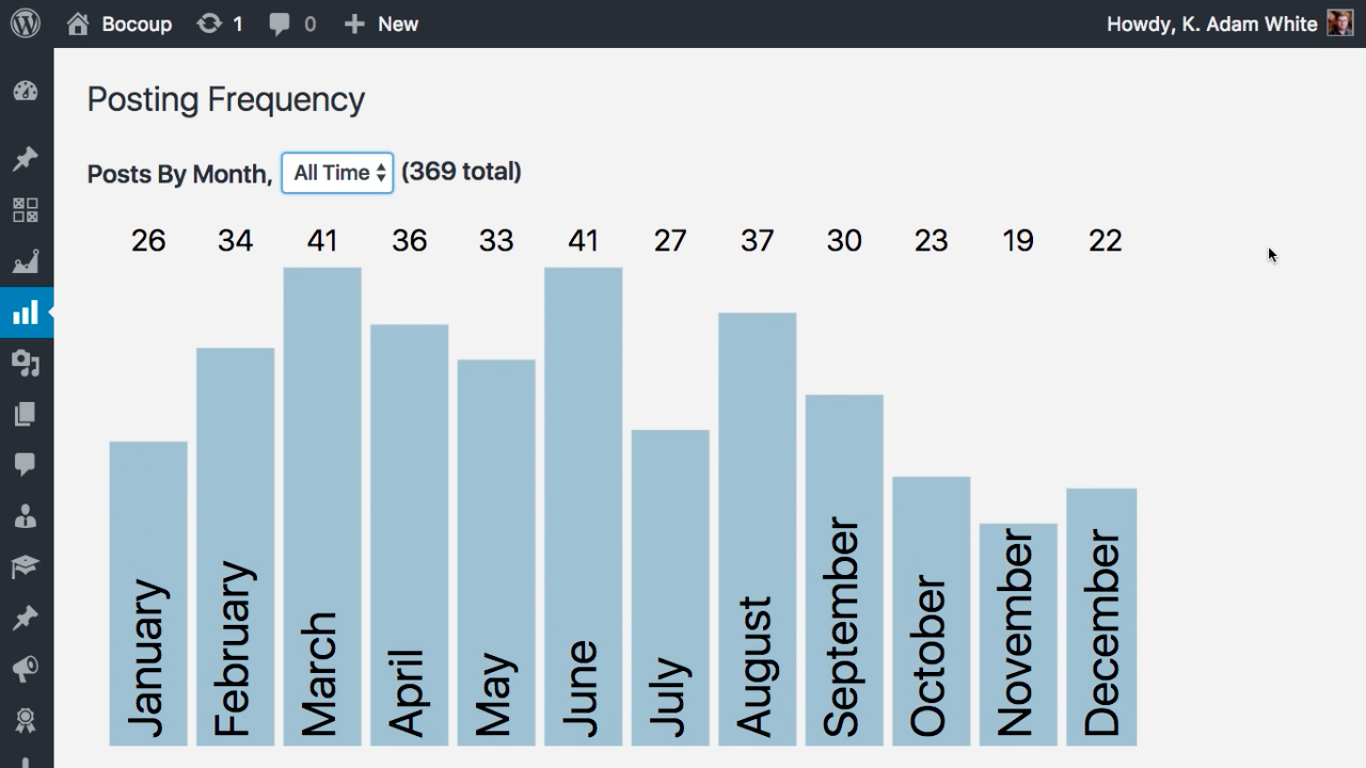 Bocoup 1 0 New Howdy, K. Adam White
Posting Frequency
Posts By Month, All Time (369 total)
26 34 41 36 33 41 27 37 30 23 19 22
January
February
March
April
May
June
July
August
September
October
November
December